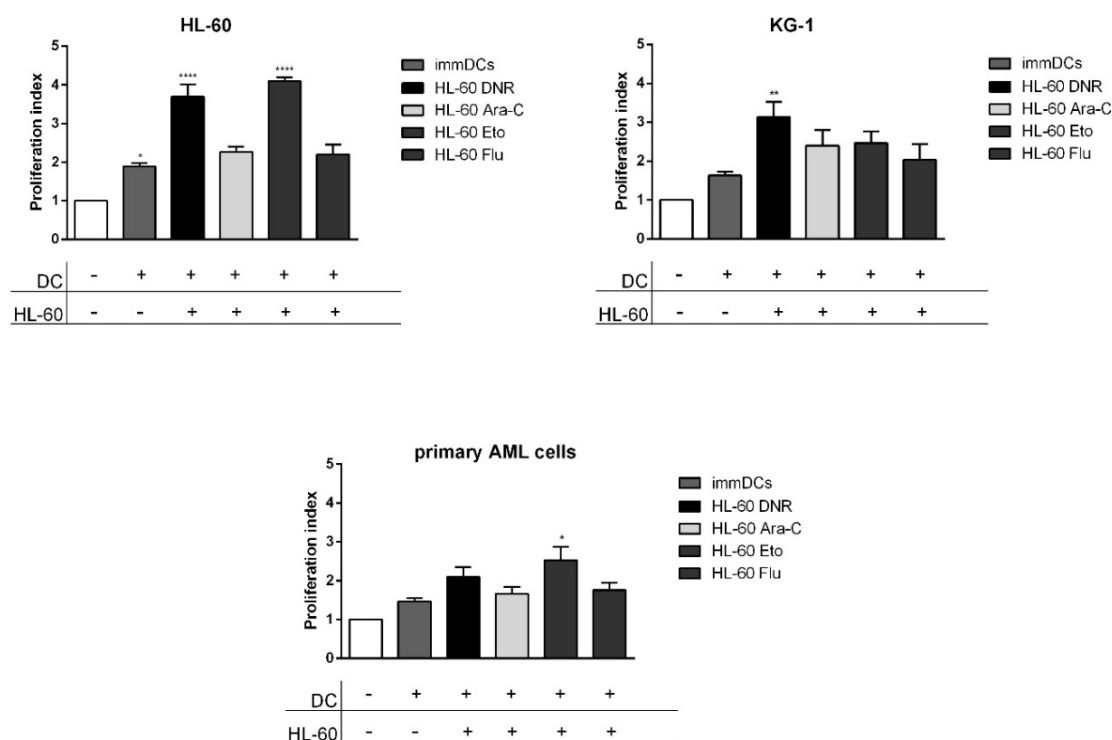 HL-60
Proliferation index
5
4
3
2
1
0
*
****
****
immDCs
HL-60 DNR
HL-60 Ara-C
HL-60 Eto
HL-60 Flu
DC - + + + + +
HL-60 - - + + + +
KG-1
Proliferation index
5
4
3
2
1
0
**
immDCs
HL-60 DNR
HL-60 Ara-C
HL-60 Eto
HL-60 Flu
DC - + + + + +
HL-60 - - + + + +
primary AML cells
Proliferation index
5
4
3
2
1
0
*
immDCs
HL-60 DNR
HL-60 Ara-C
HL-60 Eto
HL-60 Flu
DC - + + + + +
HL-60 - - + + + +